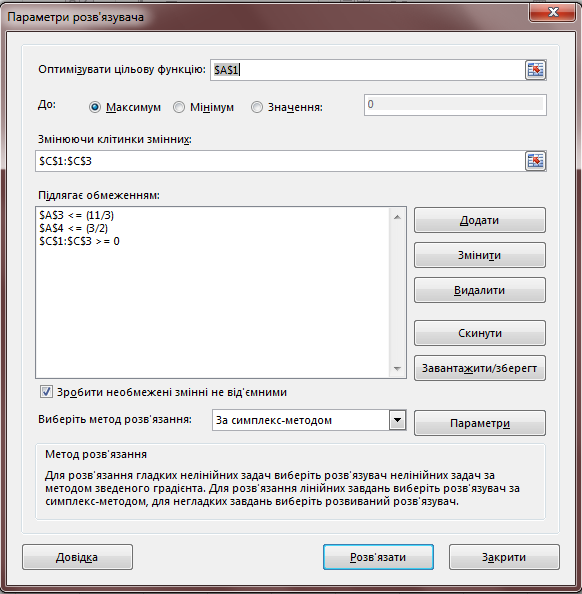 Параметри розв'язувача
Оптимізувати цільову функцію: $A$1
До: Максимум Мінімум Значення: 0
Змінюючи клітинки змінних:
$C$1:$C$3
Підлягає обмеженням:
$A$3 <= (11/3)
$A$4 <= (3/2)
$C$1:$C$3 >= 0
Додати
Змінити
Видалити
Скинути
Завантажити/зберегт
Зробити необмежені змінні не від'ємними
Виберіть метод розв'язання: За симплекс-методом Параметри
Метод розв'язання
Для розв'язання гладких нелінійних задач виберіть розв'язувач нелінійних задач за
методом зведеного градієнта. Для розв'язання лінійних завдань виберіть розв'язувач за
симплекс-методом, для негладких завдань виберіть розвиваний розв'язувач.
Довідка Розв'язати Закрити